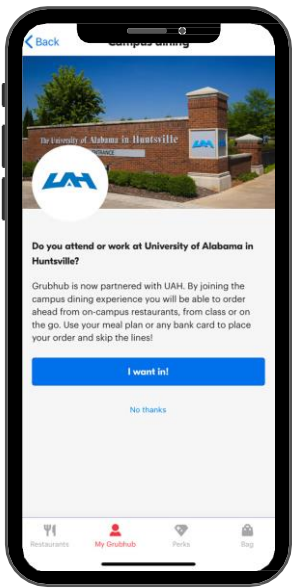 Back
Campus dining
The University of Alabama in Huntsville
UAH
ENTRANCE
UAH
Do you attend or work at University of Alabama in
Huntsville?
Grubhub is now partnered with UAH. By joining the
campus dining experience you will be able to order
ahead from on-campus restaurants, from class or on
the go. Use your meal plan or any bank card to place
your order and skip the lines!
I want in!
No thanks
Restaurants My Grubhub Perks Bag